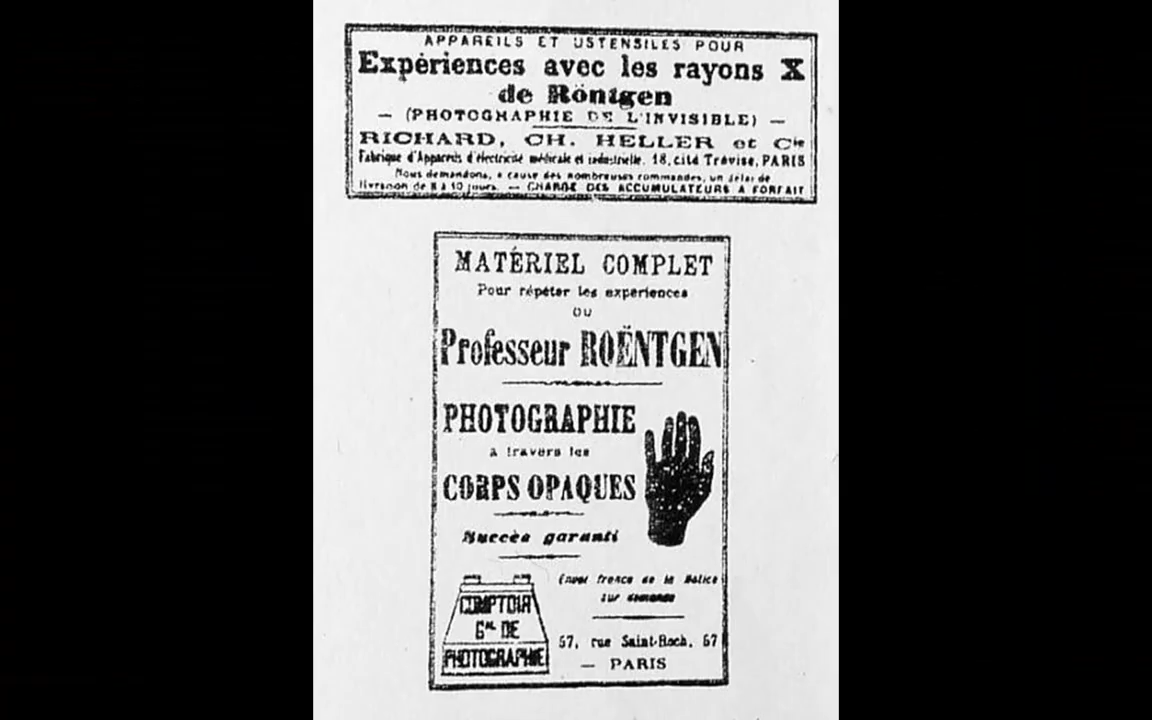 APPAREILS ET USTENSILES POUR
Expériences avec les rayons X
de Röntgen
— (PHOTOGRAPHIE DE L'INVISIBLE) —
RICHARD, CH. HELLER et Cie
Fabrique d'Appareils d'électricité médicale et industrielle. 18, cité Trévise, PARIS
Nous demandons, a cause des nombreuses commandes, un délai de
livraison de 8 à 10 jours. — CHARGE DES ACCUMULATEURS A FORFAIT
MATÉRIEL COMPLET
Pour répéter les expériences
DU
Professeur ROËNTGEN
PHOTOGRAPHIE
à travers les
CORPS OPAQUES
Succès garanti
Envoi franco de la Notice
sur demande
COMPTOIR
Gal DE
PHOTOGRAPHIE
57, rue Saint-Roch, 57
— PARIS